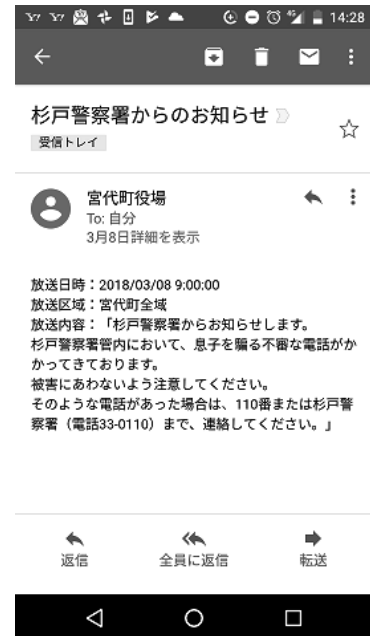 14:28
杉戸警察署からのお知らせ
受信トレイ
宮代町役場
To: 自分
3月8日詳細を表示
放送日時：2018/03/08 9:00:00
放送区域：宮代町全域
放送内容：「杉戸警察署からお知らせします。
杉戸警察署管内において、息子を騙る不審な電話がか
かってきております。
被害にあわないよう注意してください。
そのような電話があった場合は、110番または杉戸警
察署（電話33-0110）まで、連絡してください。」
返信
全員に返信
転送